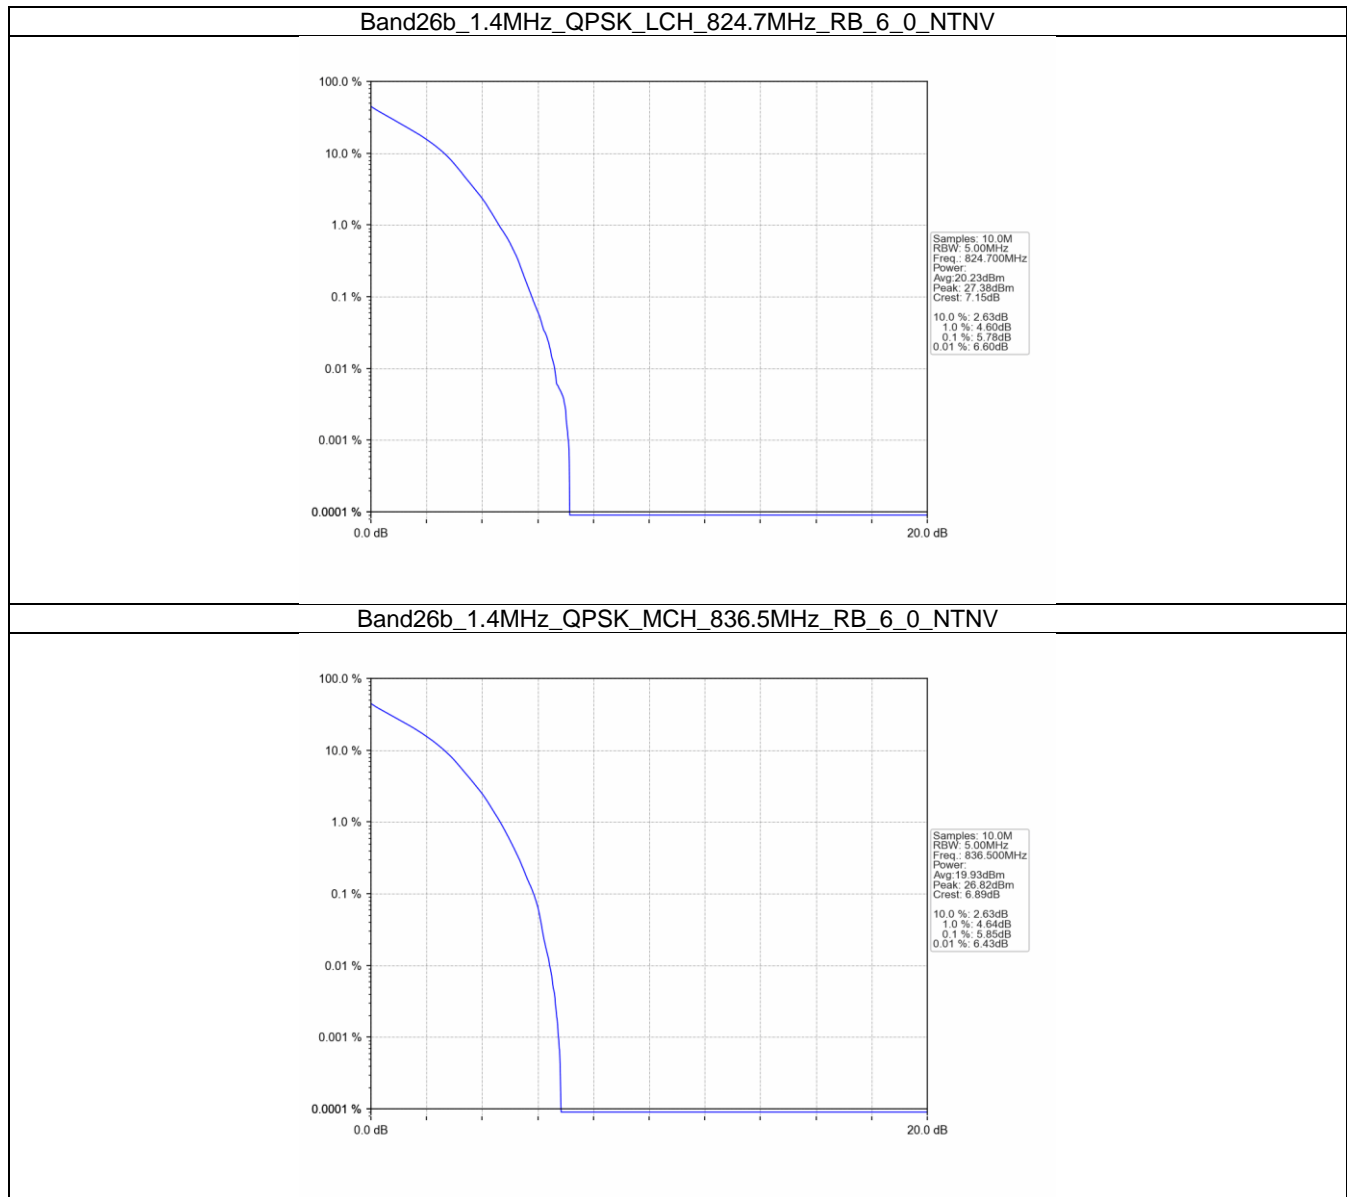 Band26b_1.4MHz_QPSK_LCH_824.7MHz_RB_6_0_NTNV
100.0 %
10.0 %
1.0 %
0.1 %
0.01 %
0.001 %
0.0001 %
0.0 dB
20.0 dB
Samples: 10.0M
RBW: 5.00MHz
Freq.: 824.700MHz
Power:
Avg:20.23dBm
Peak: 27.38dBm
Crest: 7.15dB
10.0 %: 2.63dB
1.0 %: 4.60dB
0.1 %: 5.78dB
0.01 %: 6.60dB
Band26b_1.4MHz_QPSK_MCH_836.5MHz_RB_6_0_NTNV
100.0 %
10.0 %
1.0 %
0.1 %
0.01 %
0.001 %
0.0001 %
0.0 dB
20.0 dB
Samples: 10.0M
RBW: 5.00MHz
Freq.: 836.500MHz
Power:
Avg:19.93dBm
Peak: 26.82dBm
Crest: 6.89dB
10.0 %: 2.63dB
1.0 %: 4.64dB
0.1 %: 5.85dB
0.01 %: 6.43dB